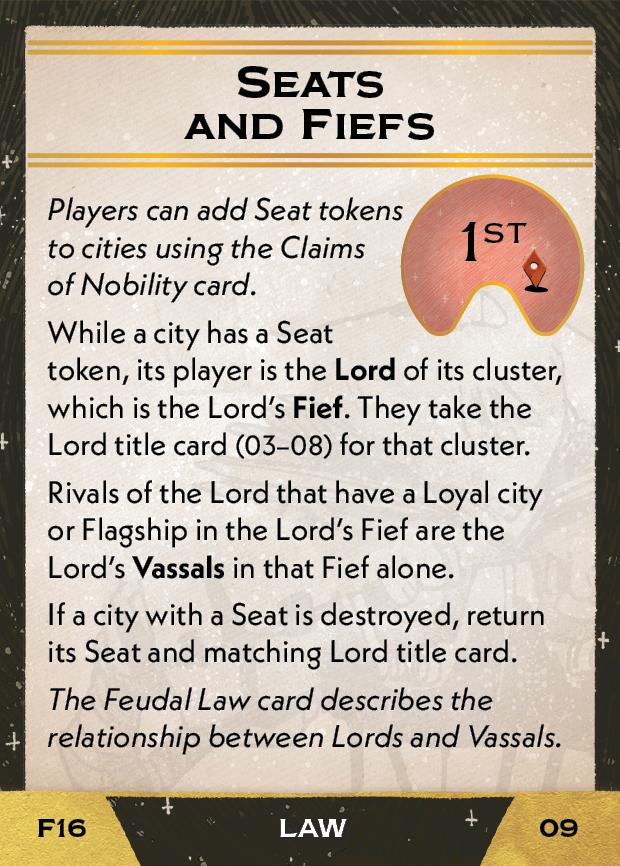 SEATS
AND FIEFS
1ST
Players can add Seat tokens
to cities using the Claims
of Nobility card.
While a city has a Seat
token, its player is the Lord of its cluster,
which is the Lord's Fief. They take the
Lord title card (03–08) for that cluster.
Rivals of the Lord that have a Loyal city
or Flagship in the Lord's Fief are the
Lord's Vassals in that Fief alone.
If a city with a Seat is destroyed, return
its Seat and matching Lord title card.
The Feudal Law card describes the
relationship between Lords and Vassals.
F16 LAW 09